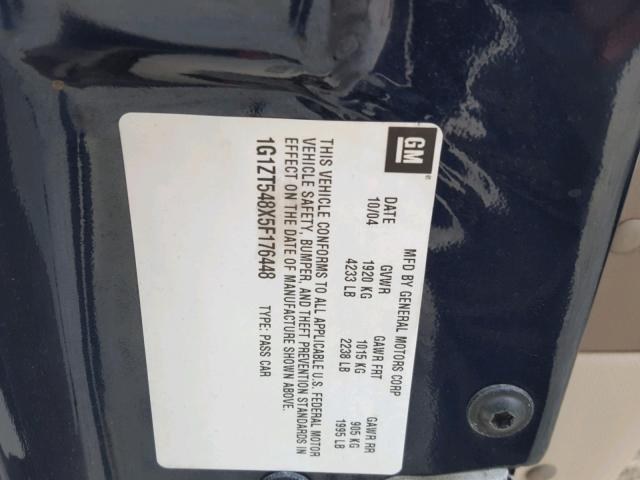 GM
MFD BY GENERAL MOTORS CORP
DATE GVWR GAWR FRT GAWR RR
10/04 1920 KG 1015 KG 905 KG
4233 LB 2238 LB 1995 LB
THIS VEHICLE CONFORMS TO ALL APPLICABLE U.S. FEDERAL MOTOR
VEHICLE SAFETY, BUMPER, AND THEFT PREVENTION STANDARDS IN
EFFECT ON THE DATE OF MANUFACTURE SHOWN ABOVE.
1G1ZT548X5F176448 TYPE: PASS CAR